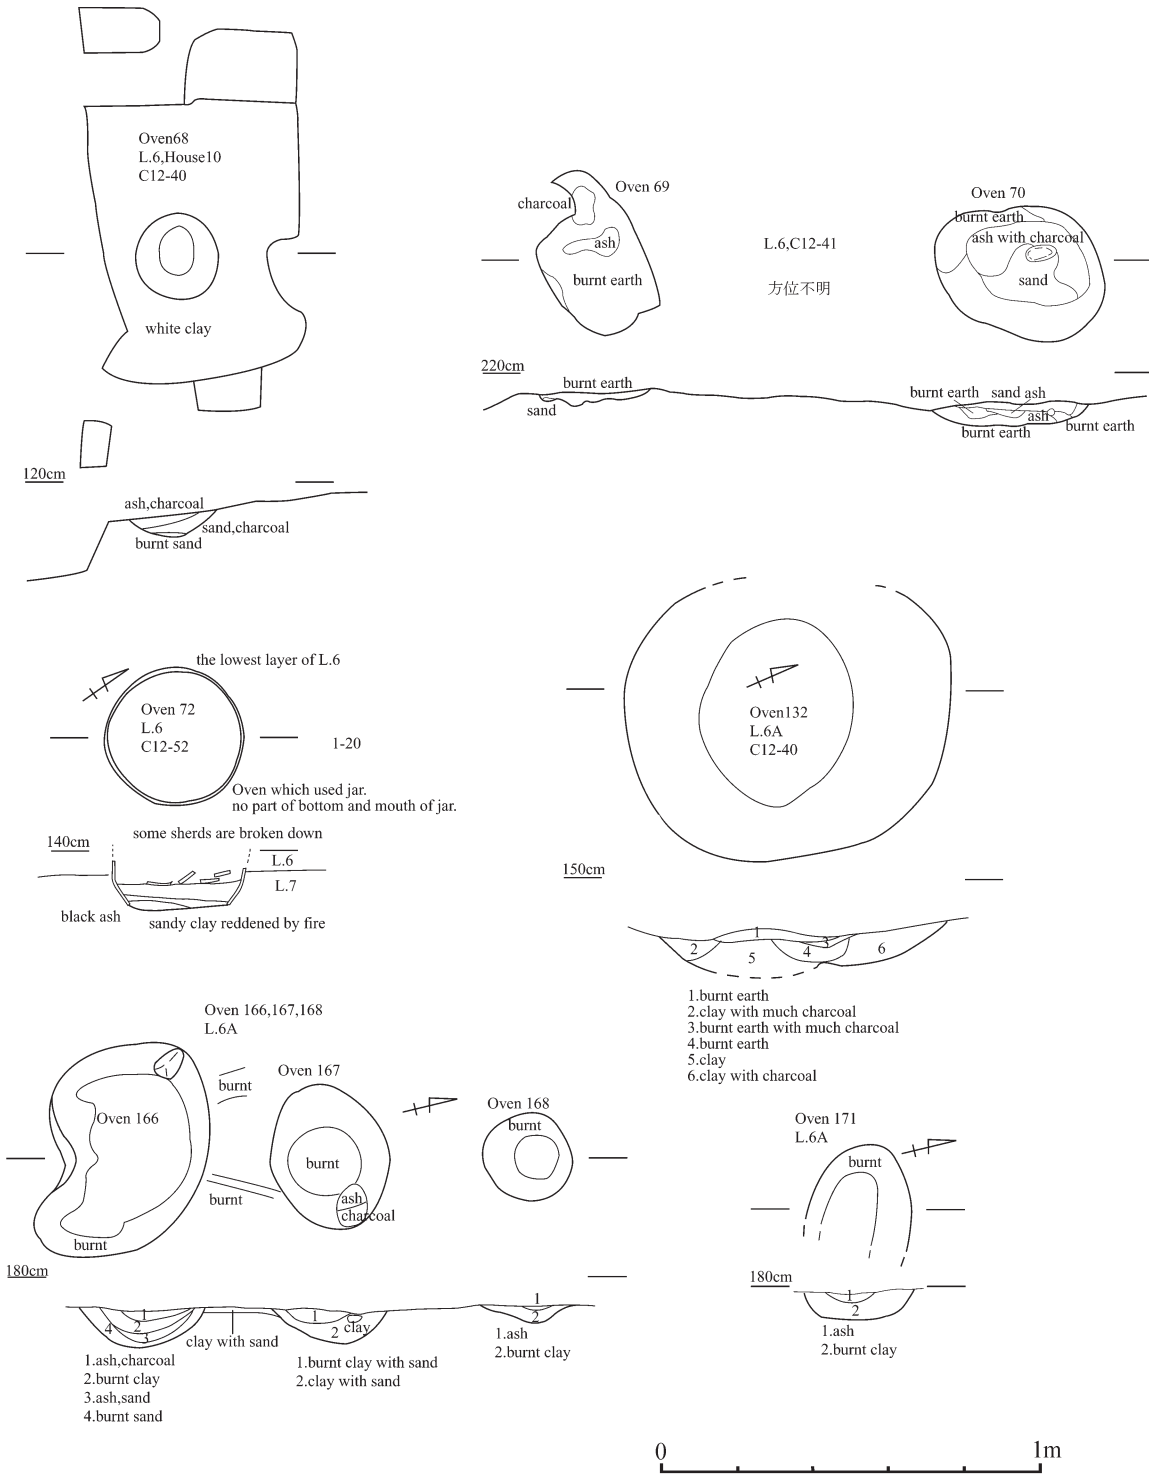 Oven68
L.6,House10
C12-40
white clay
120cm
ash,charcoal
sand,charcoal
burnt sand
Oven 69
charcoal
ash
burnt earth
L.6,C12-41
方位不明
Oven 70
burnt earth
ash with charcoal
sand
220cm
burnt earth
sand
burnt earth
sand ash
ash
burnt earth
burnt earth
the lowest layer of L.6
Oven 72
L.6
C12-52
1-20
Oven which used jar.
no part of bottom and mouth of jar.
some sherds are broken down
140cm
L.6
L.7
black ash
sandy clay reddened by fire
Oven132
L.6A
C12-40
150cm
1
2
3
4
5
6
1.burnt earth
2.clay with much charcoal
3.burnt earth with much charcoal
4.burnt earth
5.clay
6.clay with charcoal
Oven 166,167,168
L.6A
Oven 166
burnt
burnt
burnt
Oven 167
burnt
ash
charcoal
Oven 168
burnt
180cm
1
2
3
4
clay with sand
1
2
clay
1
2
1.ash,charcoal
2.burnt clay
3.ash,sand
4.burnt sand
1.burnt clay with sand
2.clay with sand
1.ash
2.burnt clay
Oven 171
L.6A
burnt
180cm
1
2
1.ash
2.burnt clay
0
1m